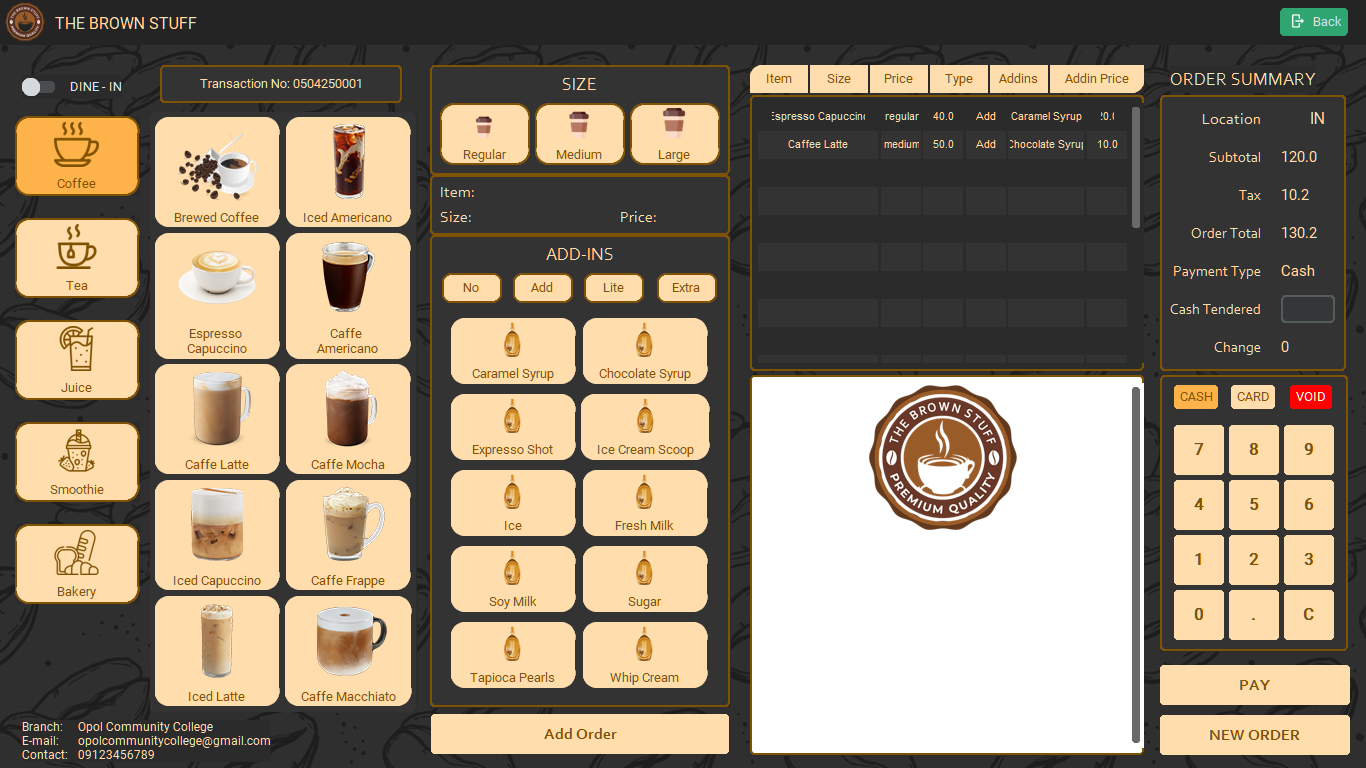 THE BROWN STUFF
Back
DINE - IN
Transaction No: 0504250001
Coffee
Tea
Juice
Smoothie
Bakery
Brewed Coffee
Iced Americano
Espresso
Capuccino
Caffe
Americano
Caffe Latte
Caffe Mocha
Iced Capuccino
Caffe Frappe
Iced Latte
Caffe Macchiato
Branch: Opol Community College
E-mail: opolcommunitycollege@gmail.com
Contact: 09123456789
SIZE
Regular
Medium
Large
Item:
Size: Price:
ADD-INS
No Add Lite Extra
Caramel Syrup
Chocolate Syrup
Expresso Shot
Ice Cream Scoop
Ice
Fresh Milk
Soy Milk
Sugar
Tapioca Pearls
Whip Cream
Add Order
Item Size Price Type Addins Addin Price
Capuccino regular 40.0 Add Caramel Syrup
Caffee Latte medium 50.0 Add Chocolate Syrup 10.0
THE BROWN STUFF
PREMIUM QUALITY
ORDER SUMMARY
Location IN
Subtotal 120.0
Tax 10.2
Order Total 130.2
Payment Type Cash
Cash Tendered
Change 0
CASH CARD VOID
7 8 9
4 5 6
1 2 3
0 . C
PAY
NEW ORDER